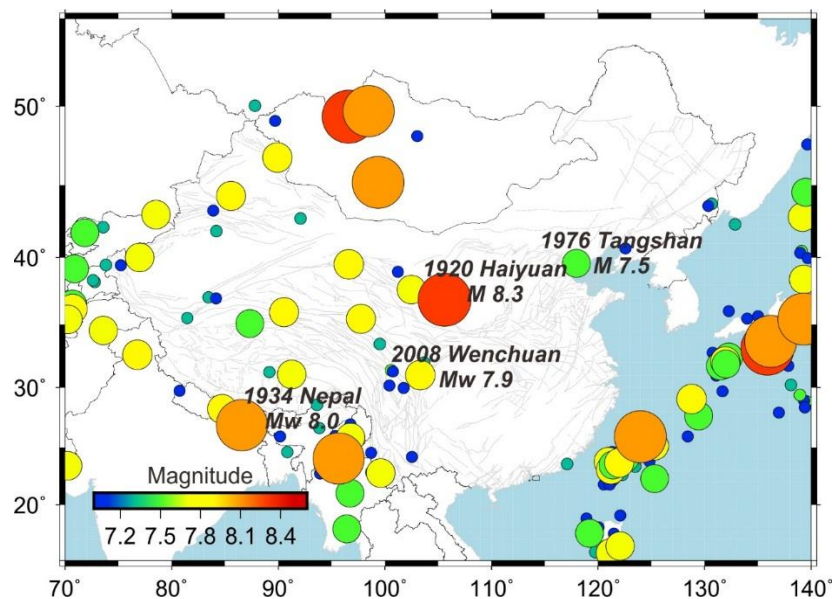 50°
40°
30°
20°
1976 Tangshan
M 7.5
1920 Haiyuan
M 8.3
2008 Wenchuan
Mw 7.9
1934 Nepal
Mw 8.0
Magnitude
7.2 7.5 7.8 8.1 8.4
70° 80° 90° 100° 110° 120° 130° 140°